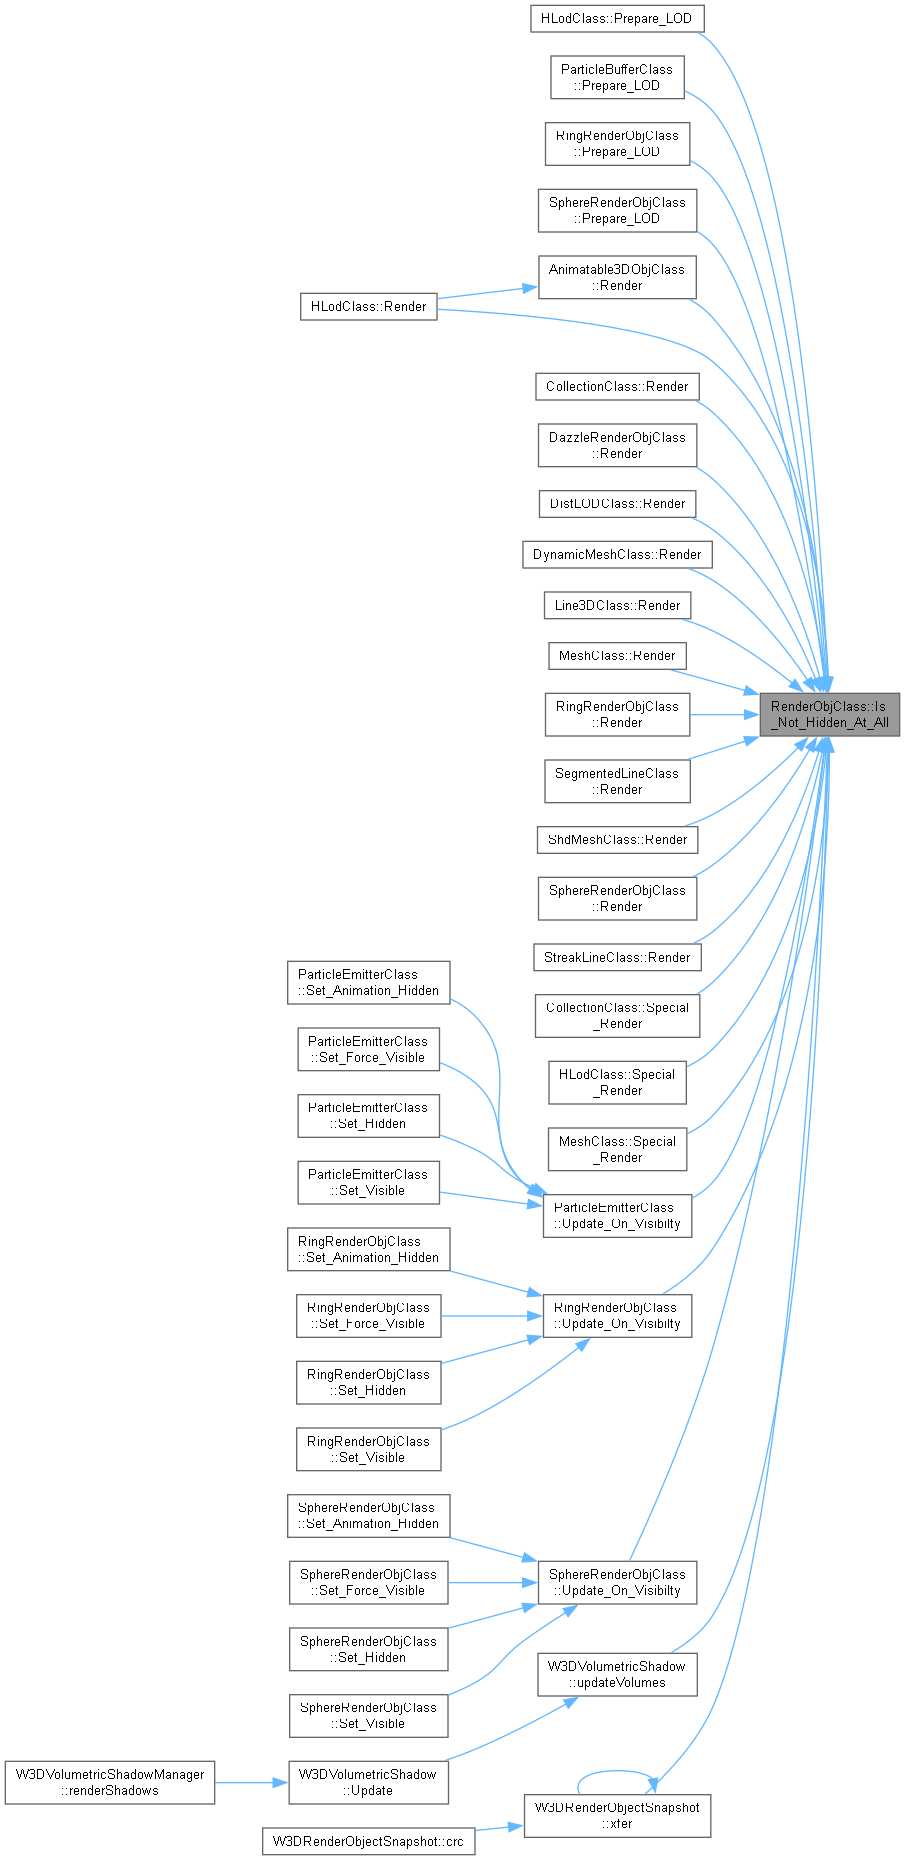 HLodClass::Prepare_LOD
ParticleBufferClass
::Prepare_LOD
RingRenderObjClass
::Prepare_LOD
SphereRenderObjClass
::Prepare_LOD
Animatable3DObjClass
::Render
HLodClass::Render
CollectionClass::Render
DazzleRenderObjClass
::Render
DistLODClass::Render
DynamicMeshClass::Render
Line3DClass::Render
MeshClass::Render
RenderObjClass::Is
_Not_Hidden_At_All
RingRenderObjClass
::Render
SegmentedLineClass
::Render
ShdMeshClass::Render
SphereRenderObjClass
::Render
StreakLineClass::Render
ParticleEmitterClass
::Set_Animation_Hidden
CollectionClass::Special
_Render
ParticleEmitterClass
::Set_Force_Visible
HLodClass::Special
_Render
ParticleEmitterClass
::Set_Hidden
MeshClass::Special
_Render
ParticleEmitterClass
::Set_Visible
ParticleEmitterClass
::Update_On_Visibilty
RingRenderObjClass
::Set_Animation_Hidden
RingRenderObjClass
::Set_Force_Visible
RingRenderObjClass
::Update_On_Visibilty
RingRenderObjClass
::Set_Hidden
RingRenderObjClass
::Set_Visible
SphereRenderObjClass
::Set_Animation_Hidden
SphereRenderObjClass
::Set_Force_Visible
SphereRenderObjClass
::Update_On_Visibilty
SphereRenderObjClass
::Set_Hidden
W3DVolumetricShadow
::updateVolumes
SphereRenderObjClass
::Set_Visible
W3DVolumetricShadowManager
::renderShadows
W3DVolumetricShadow
::Update
W3DRenderObjectSnapshot
::xfer
W3DRenderObjectSnapshot::crc